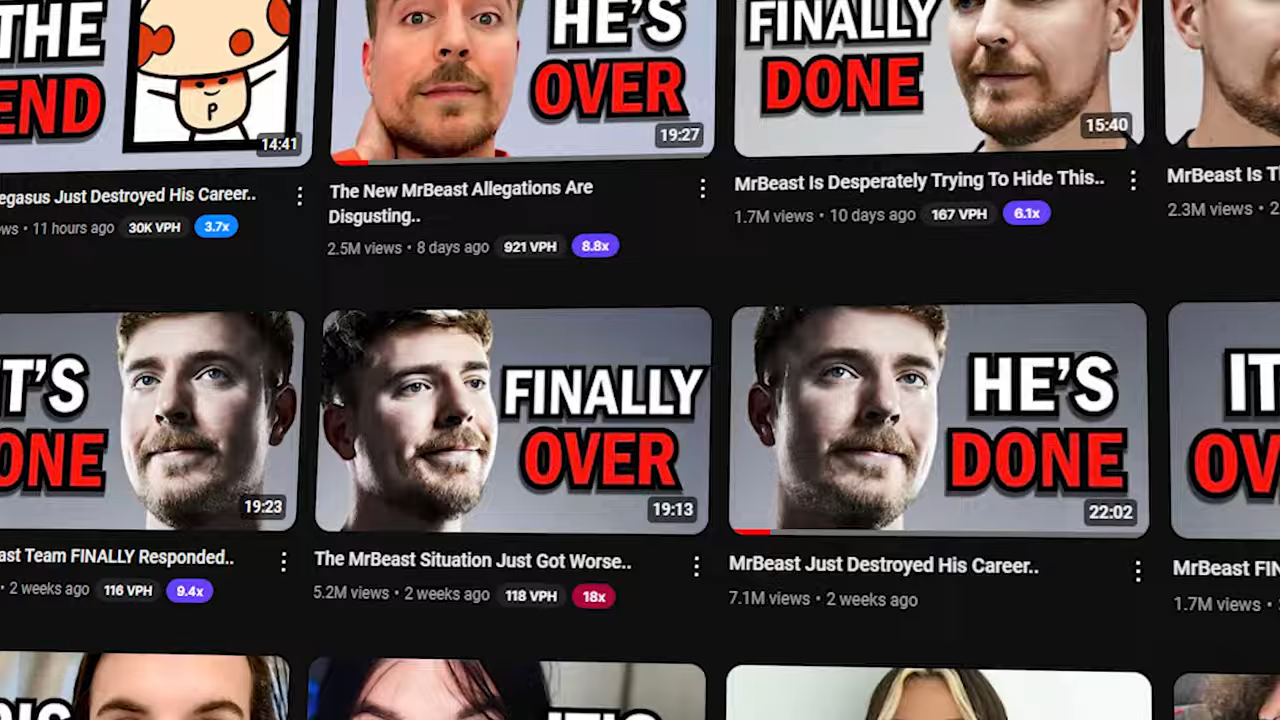 THE
END
P
14:41
HE'S
OVER
19:27
FINALLY
DONE
15:40
egasus Just Destroyed His Career..
ws • 11 hours ago 30K VPH 3.7x
The New MrBeast Allegations Are
Disgusting..
2.5M views • 8 days ago 921 VPH 8.8x
MrBeast Is Desperately Trying To Hide This..
1.7M views • 10 days ago 167 VPH 6.1x
MrBeast Is T
2.3M views • 2
T'S
ONE
19:23
FINALLY
OVER
19:13
HE'S
DONE
22:02
IT
OV
ast Team FINALLY Responded..
• 2 weeks ago 116 VPH 9.4x
The MrBeast Situation Just Got Worse..
5.2M views • 2 weeks ago 118 VPH 18x
MrBeast Just Destroyed His Career..
7.1M views • 2 weeks ago
MrBeast FIN
1.7M views •